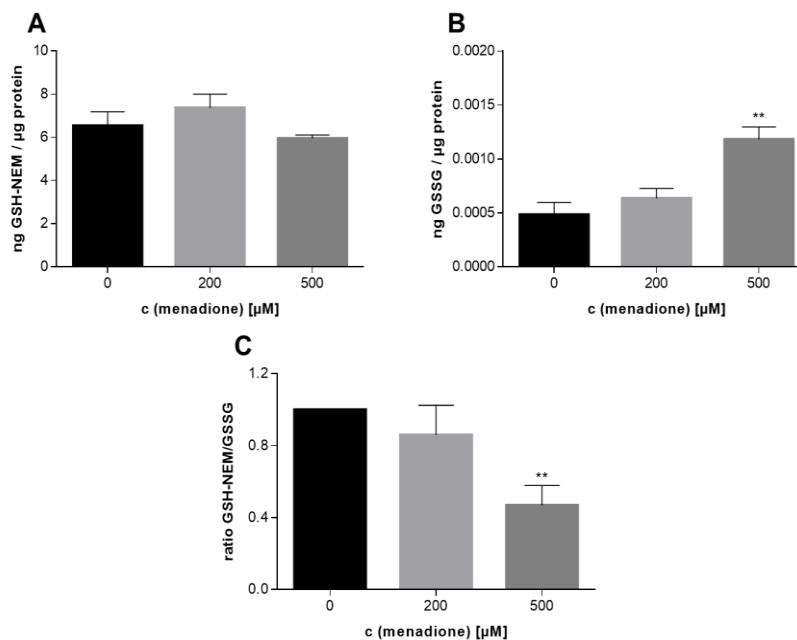 A
ng GSH-NEM / µg protein
10
8
6
4
2
0
0 200 500
c (menadione) [µM]
B
ng GSSG / µg protein
0.0020
0.0015
0.0010
0.0005
0.0000
**
0 200 500
c (menadione) [µM]
C
ratio GSH-NEM/GSSG
1.2
0.8
0.4
0.0
**
0 200 500
c (menadione) [µM]